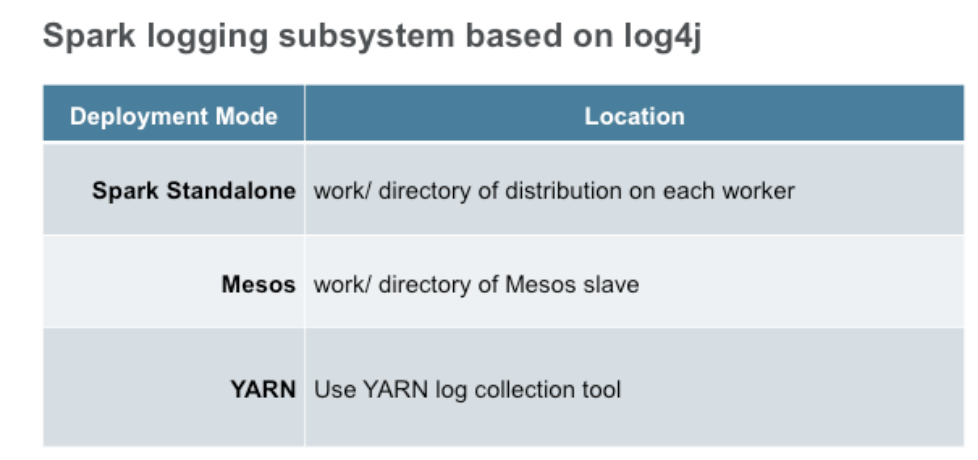 Spark logging subsystem based on log4j
Deployment Mode Location
Spark Standalone work/ directory of distribution on each worker
Mesos work/ directory of Mesos slave
YARN Use YARN log collection tool